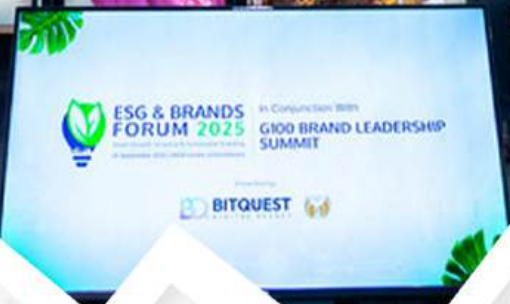 ESG & BRANDS
FORUM 2025
In Conjunction With
G100 BRAND LEADERSHIP
SUMMIT
BITQUEST